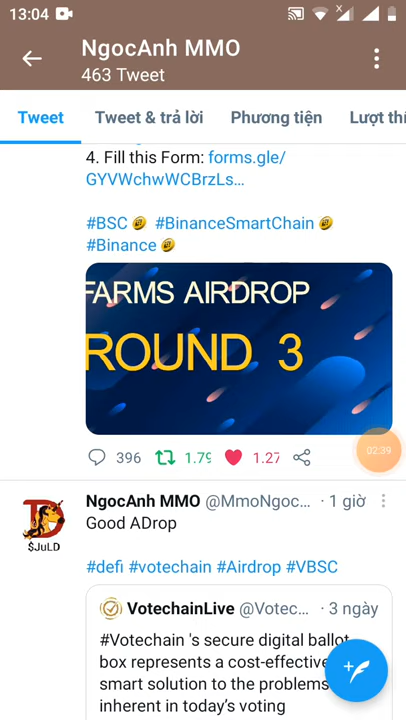 13:04
NgocAnh MMO
463 Tweet
Tweet
Tweet & trả lời
Phương tiện
Lượt thí
4. Fill this Form: forms.gle/
GYVWchwWCBrzLs...
#BSC #BinanceSmartChain
#Binance
FARMS AIRDROP
ROUND 3
396
1.79
1.27
02:39
NgocAnh MMO @MmoNgoc... · 1 giờ
Good ADrop
$JuLD
#defi #votechain #Airdrop #VBSC
VotechainLive @Votec... · 3 ngày
#Votechain 's secure digital ballot
box represents a cost-effective
smart solution to the problems
inherent in today's voting